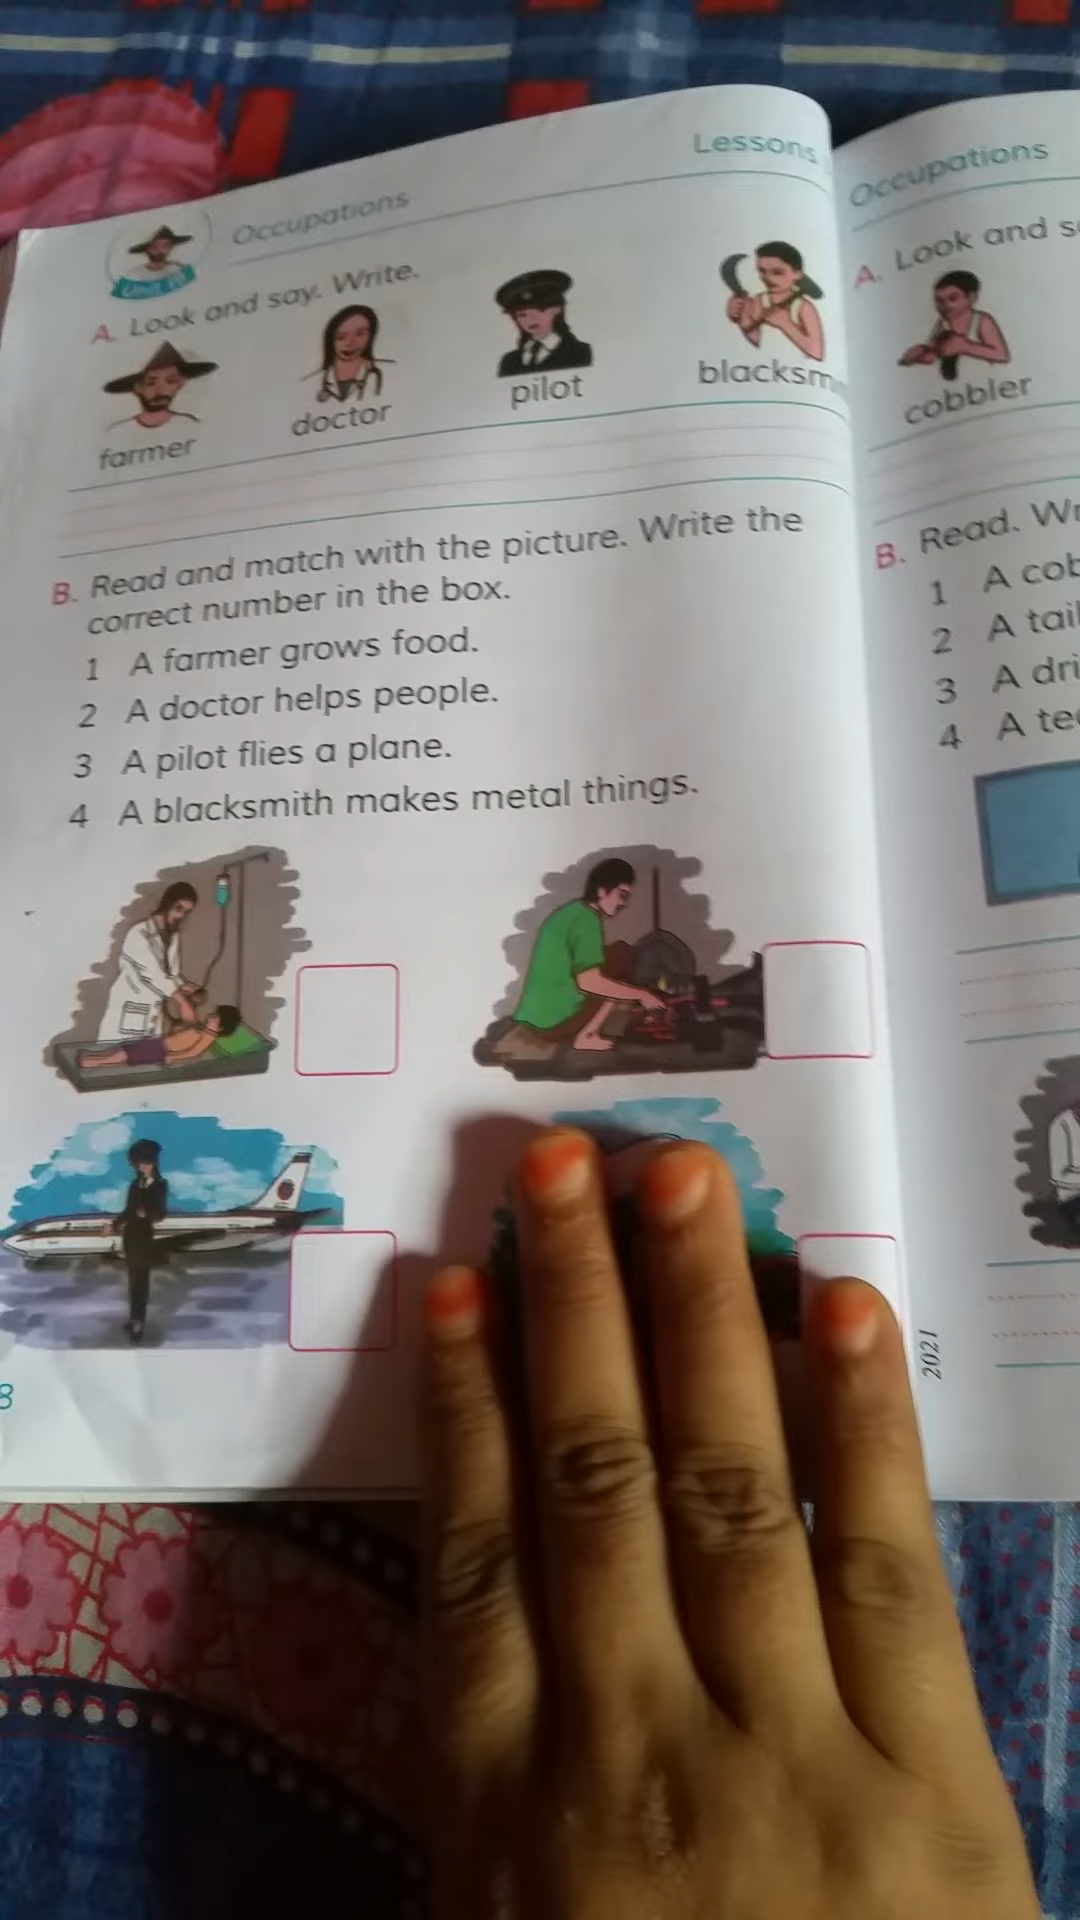 Lessons
Occupations
A. Look and say. Write.
farmer
doctor
pilot
B. Read and match with the picture. Write the
correct number in the box.
1 A farmer grows food.
2 A doctor helps people.
3 A pilot flies a plane.
4 A blacksmith makes metal things.
8
2021
Occupations
A. Look and
cobbler
B. Read.
1 A
2 A
3 A
4 A